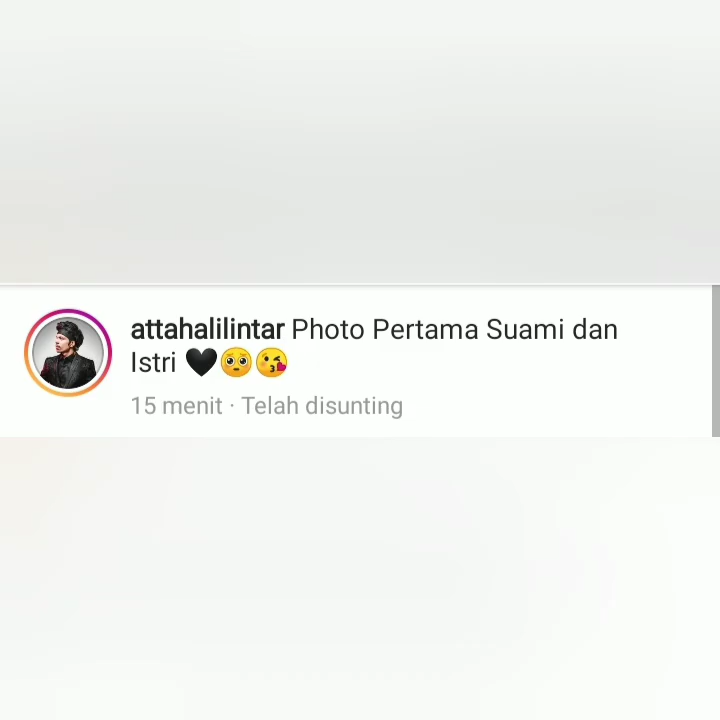 attahalilintar Photo Pertama Suami dan
Istri 🖤🥺😘
15 menit · Telah disunting